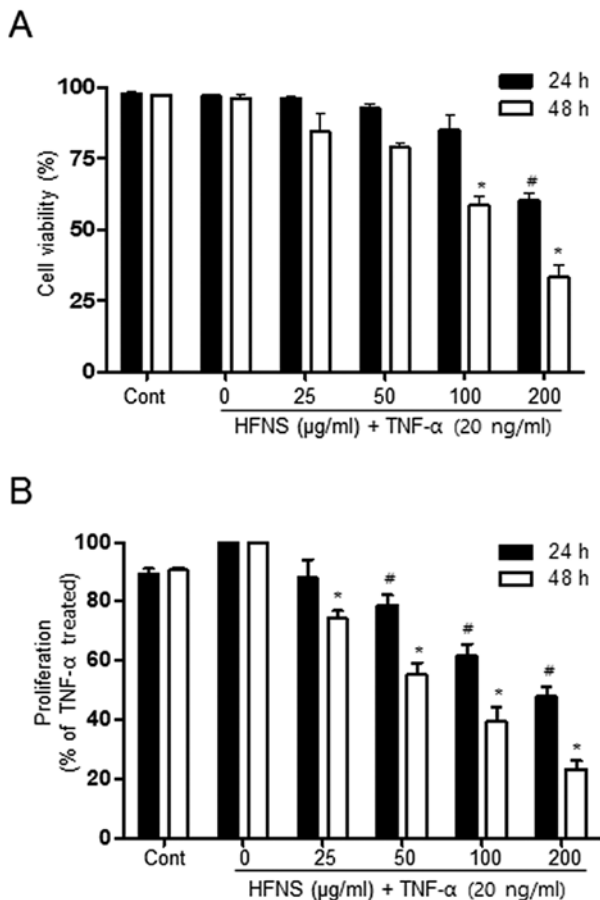 A
Cell viability (%)
100
75
50
25
0
24 h
48 h
*
#
*
Cont 0 25 50 100 200
HFNS (µg/ml) + TNF-α (20 ng/ml)
B
Proliferation
(% of TNF-α treated)
100
80
60
40
20
0
24 h
48 h
*
#
*
#
*
#
*
Cont 0 25 50 100 200
HFNS (µg/ml) + TNF-α (20 ng/ml)